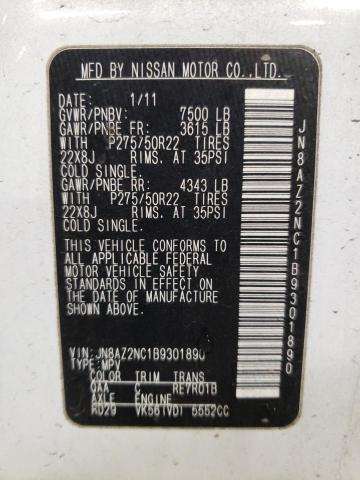 MFD BY NISSAN MOTOR CO.,LTD.
DATE: 1/11
GVWR/PNBV: 7500 LB
GAWR/PNBE FR: 3615 LB
WITH P275/50R22 TIRES
22X8J RIMS. AT 35PSI
COLD SINGLE.
GAWR/PNBE RR: 4343 LB
WITH P275/50R22 TIRES
22X8J RIMS. AT 35PSI
COLD SINGLE.
THIS VEHICLE CONFORMS TO
ALL APPLICABLE FEDERAL
MOTOR VEHICLE SAFETY
STANDARDS IN EFFECT ON
THE DATE OF MANUFACTURE
SHOWN ABOVE.
VIN: JN8AZ2NC1B9301890
TYPE: MPV
COLOR TRIM TRANS
QAA C RE7R01B
AXLE ENGINE
RD29 VK56(VD) 5552CC
JN8AZ2NC1B9301890